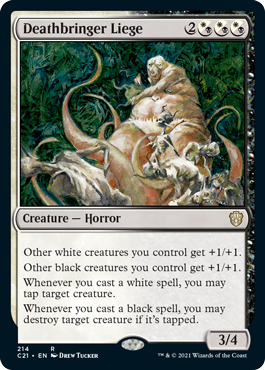 Deathbringer Liege 2
Creature — Horror
Other white creatures you control get +1/+1.
Other black creatures you control get +1/+1.
Whenever you cast a white spell, you may
tap target creature.
Whenever you cast a black spell, you may
destroy target creature if it's tapped.
3/4
214 R
C21 • EN Drew Tucker
™ & © 2021 Wizards of the Coast